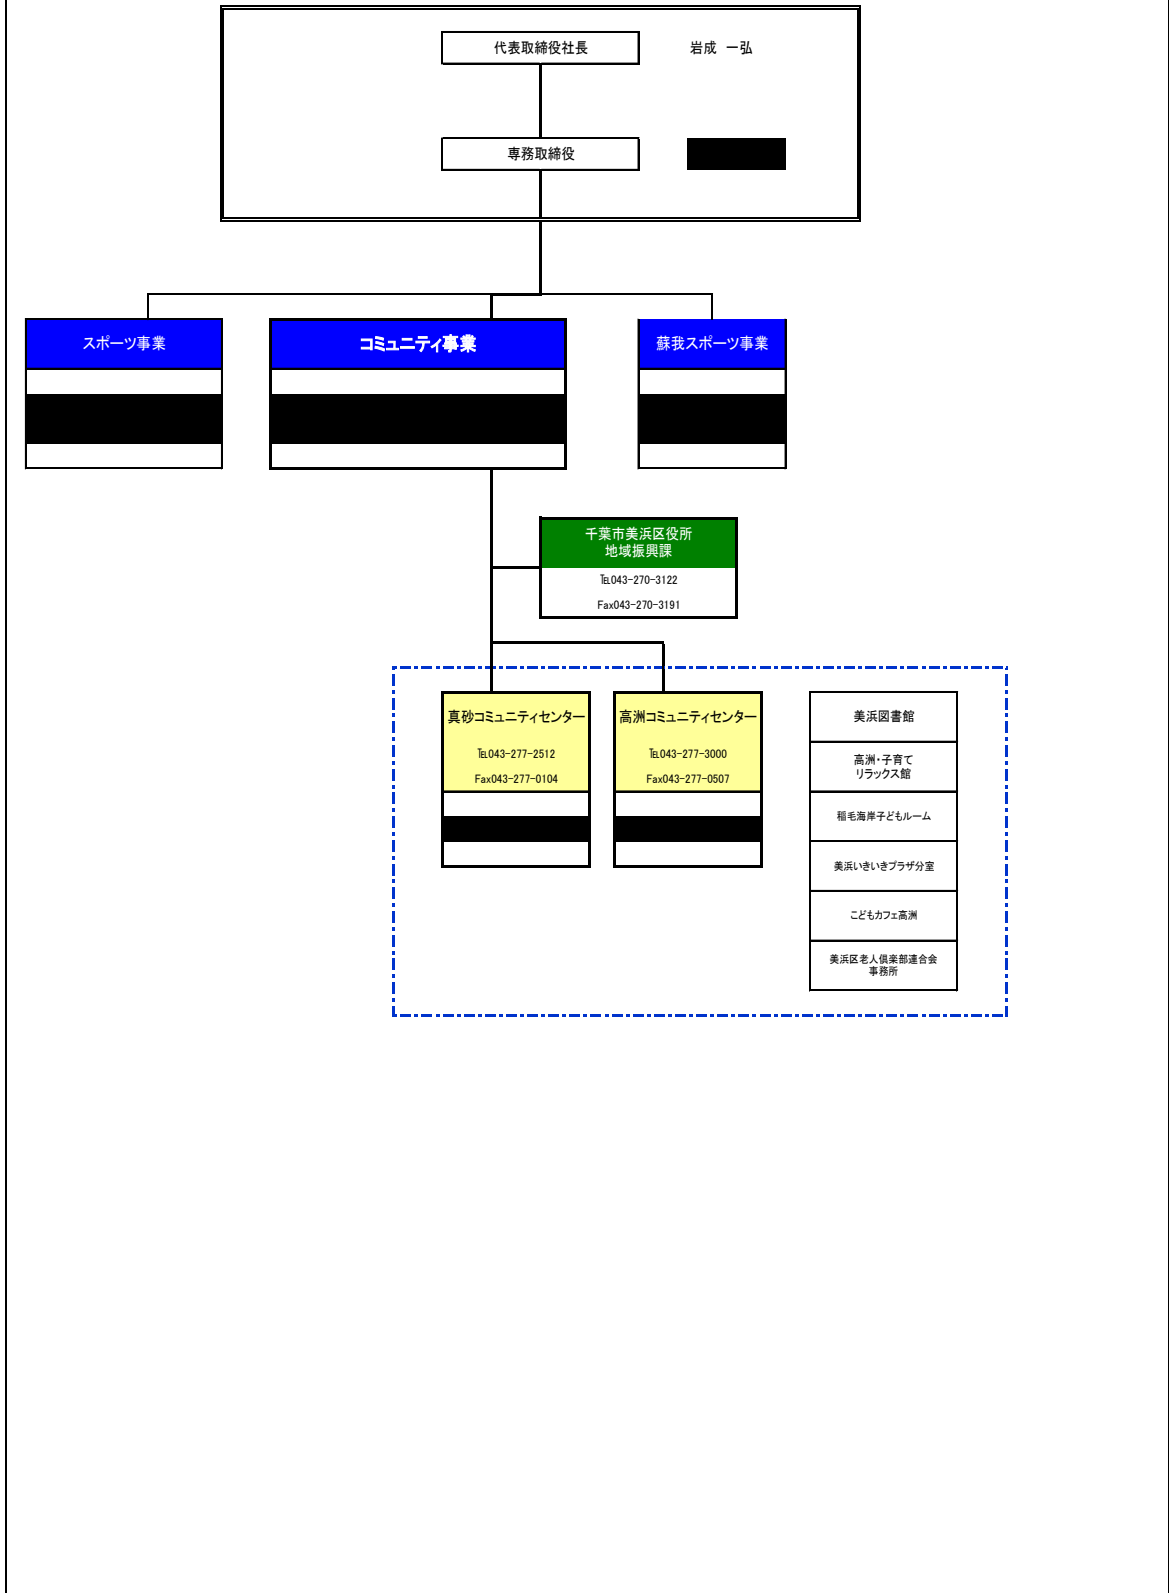 代表取締役社長 岩成 一弘
専務取締役
スポーツ事業
コミュニティ事業
蘇我スポーツ事業
千葉市美浜区役所
地域振興課
℡043-270-3122
Fax043-270-3191
真砂コミュニティセンター
℡043-277-2512
Fax043-277-0104
高洲コミュニティセンター
℡043-277-3000
Fax043-277-0507
美浜図書館
高洲・子育て
リラックス館
稲毛海岸子どもルーム
美浜いきいきプラザ分室
こどもカフェ高洲
美浜区老人倶楽部連合会
事務所